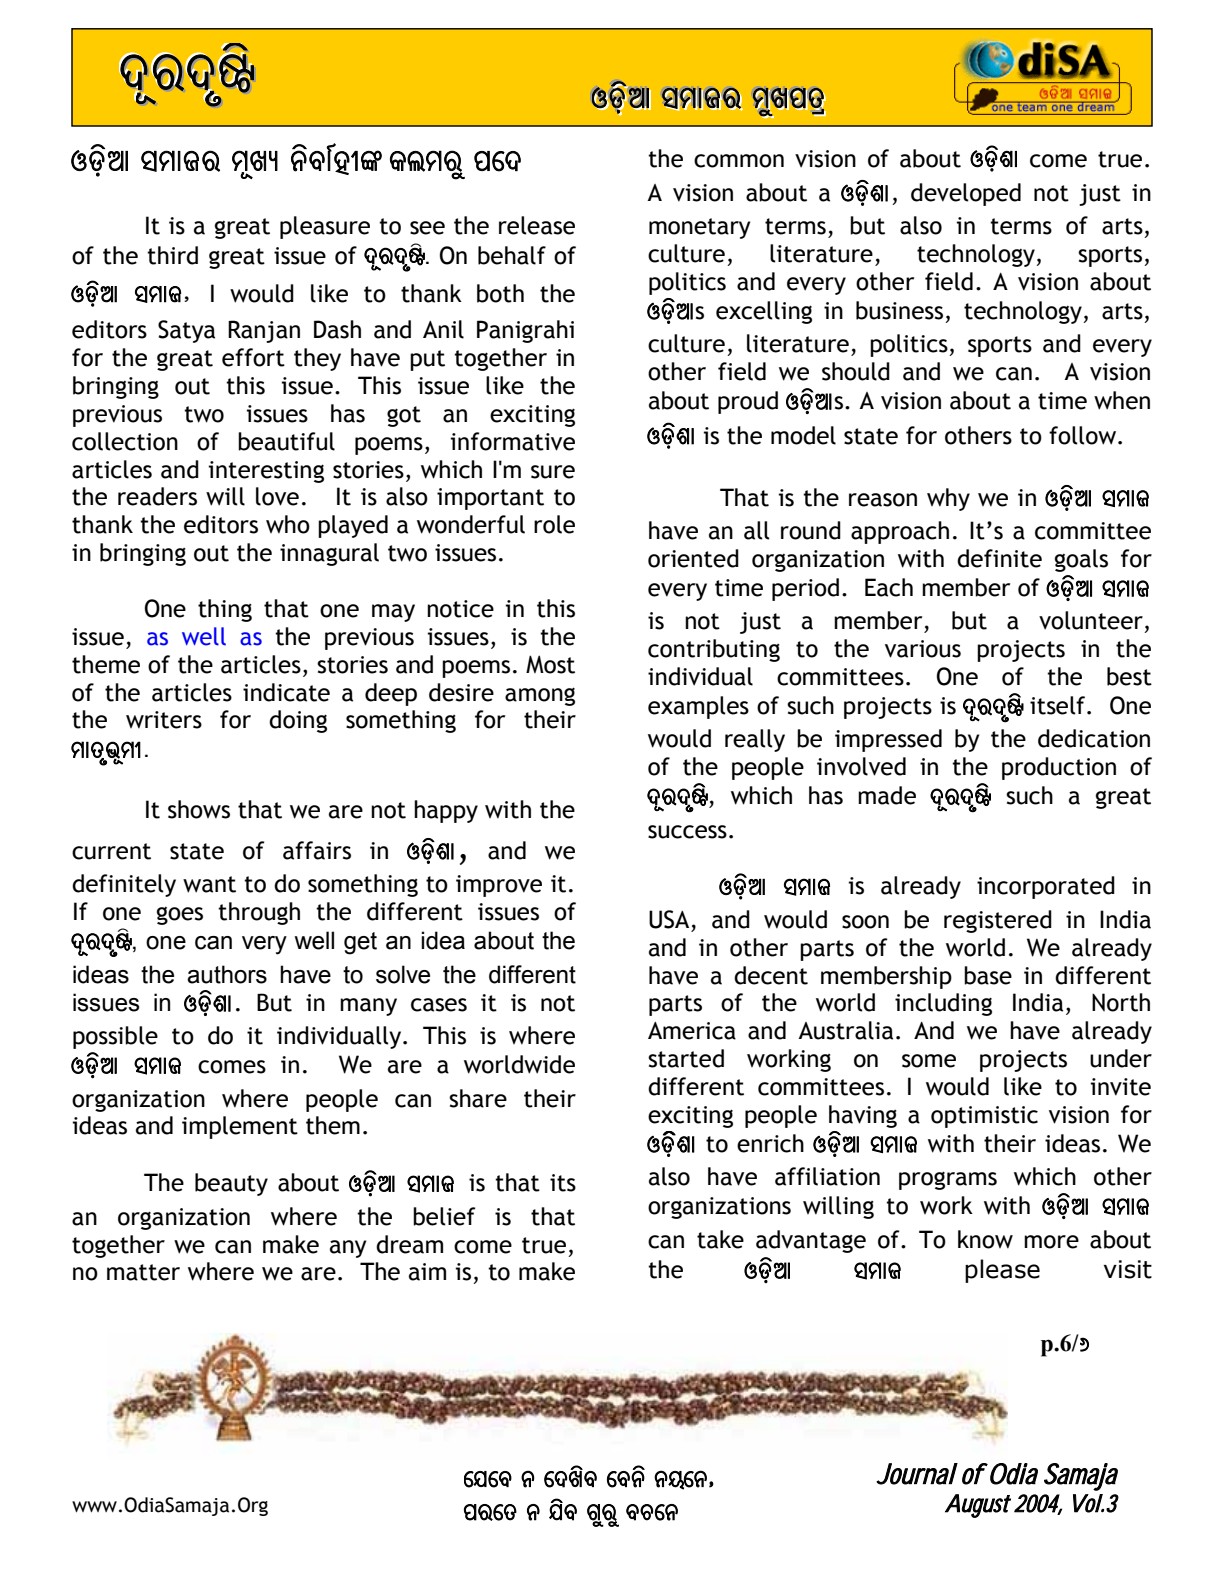 ଦୂରଦୃଷ୍ଟି
ଓଡ଼ିଆ ସମାଜର ମୁଖପତ୍ର
diSA
ଓଡିଆ ସମାଜ
one team one dream
ଓଡ଼ିଆ ସମାଜର ମୂଖ୍ୟ ନିର୍ବାହୀଙ୍କ କଲମରୁ ପଦେ
It is a great pleasure to see the release
of the third great issue of ଦୂରଦୃଷ୍ଟି. On behalf of
ଓଡ଼ିଆ ସମାଜ, I would like to thank both the
editors Satya Ranjan Dash and Anil Panigrahi
for the great effort they have put together in
bringing out this issue. This issue like the
previous two issues has got an exciting
collection of beautiful poems, informative
articles and interesting stories, which I'm sure
the readers will love. It is also important to
thank the editors who played a wonderful role
in bringing out the innagural two issues.
One thing that one may notice in this
issue, as well as the previous issues, is the
theme of the articles, stories and poems. Most
of the articles indicate a deep desire among
the writers for doing something for their
ମାତୃଭୂମୀ.
It shows that we are not happy with the
current state of affairs in ଓଡ଼ିଶା, and we
definitely want to do something to improve it.
If one goes through the different issues of
ଦୂରଦୃଷ୍ଟି, one can very well get an idea about the
ideas the authors have to solve the different
issues in ଓଡ଼ିଶା. But in many cases it is not
possible to do it individually. This is where
ଓଡ଼ିଆ ସମାଜ comes in. We are a worldwide
organization where people can share their
ideas and implement them.
The beauty about ଓଡ଼ିଆ ସମାଜ is that its
an organization where the belief is that
together we can make any dream come true,
no matter where we are. The aim is, to make
the common vision of about ଓଡ଼ିଶା come true.
A vision about a ଓଡ଼ିଶା, developed not just in
monetary terms, but also in terms of arts,
culture, literature, technology, sports,
politics and every other field. A vision about
ଓଡ଼ିଆs excelling in business, technology, arts,
culture, literature, politics, sports and every
other field we should and we can. A vision
about proud ଓଡ଼ିଆs. A vision about a time when
ଓଡ଼ିଶା is the model state for others to follow.
That is the reason why we in ଓଡ଼ିଆ ସମାଜ
have an all round approach. It’s a committee
oriented organization with definite goals for
every time period. Each member of ଓଡ଼ିଆ ସମାଜ
is not just a member, but a volunteer,
contributing to the various projects in the
individual committees. One of the best
examples of such projects is ଦୂରଦୃଷ୍ଟି itself. One
would really be impressed by the dedication
of the people involved in the production of
ଦୂରଦୃଷ୍ଟି, which has made ଦୂରଦୃଷ୍ଟି such a great
success.
ଓଡ଼ିଆ ସମାଜ is already incorporated in
USA, and would soon be registered in India
and in other parts of the world. We already
have a decent membership base in different
parts of the world including India, North
America and Australia. And we have already
started working on some projects under
different committees. I would like to invite
exciting people having a optimistic vision for
ଓଡ଼ିଶା to enrich ଓଡ଼ିଆ ସମାଜ with their ideas. We
also have affiliation programs which other
organizations willing to work with ଓଡ଼ିଆ ସମାଜ
can take advantage of. To know more about
the ଓଡ଼ିଆ ସମାଜ please visit
p.6/୬
ଯେବେ ନ ଦେଖିବ ବେନି ନୟନେ,
ପରତେ ନ ଯିବ ଗୁରୁ ବଚନେ
www.OdiaSamaja.Org
Journal of Odia Samaja
August 2004, Vol.3